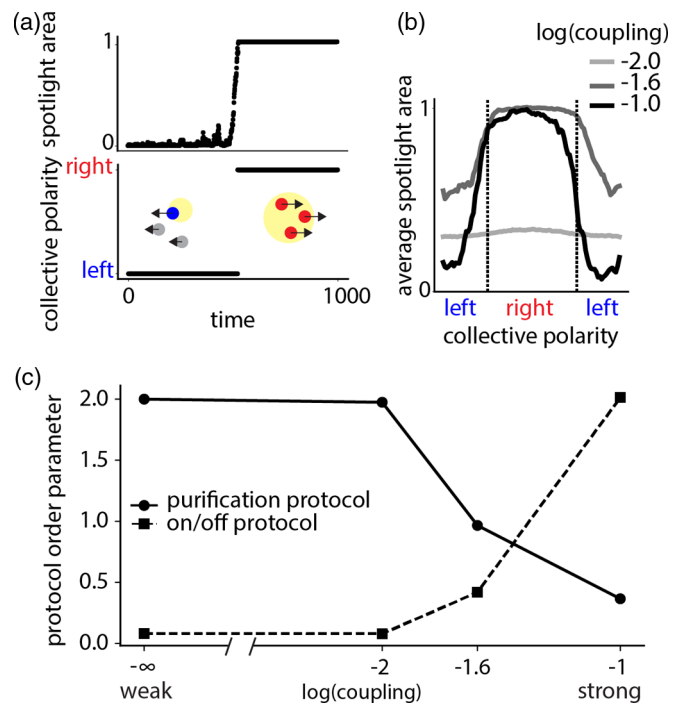 (a)
spotlight area
1
0
collective polarity
right
left
0
1000
time
(b)
log(coupling)
-2.0
-1.6
-1.0
average spotlight area
1
0
left
right
left
collective polarity
(c)
protocol order parameter
2.0
1.5
1.0
0.5
0.0
purification protocol
on/off protocol
-∞
-2
-1.6
-1
weak
log(coupling)
strong